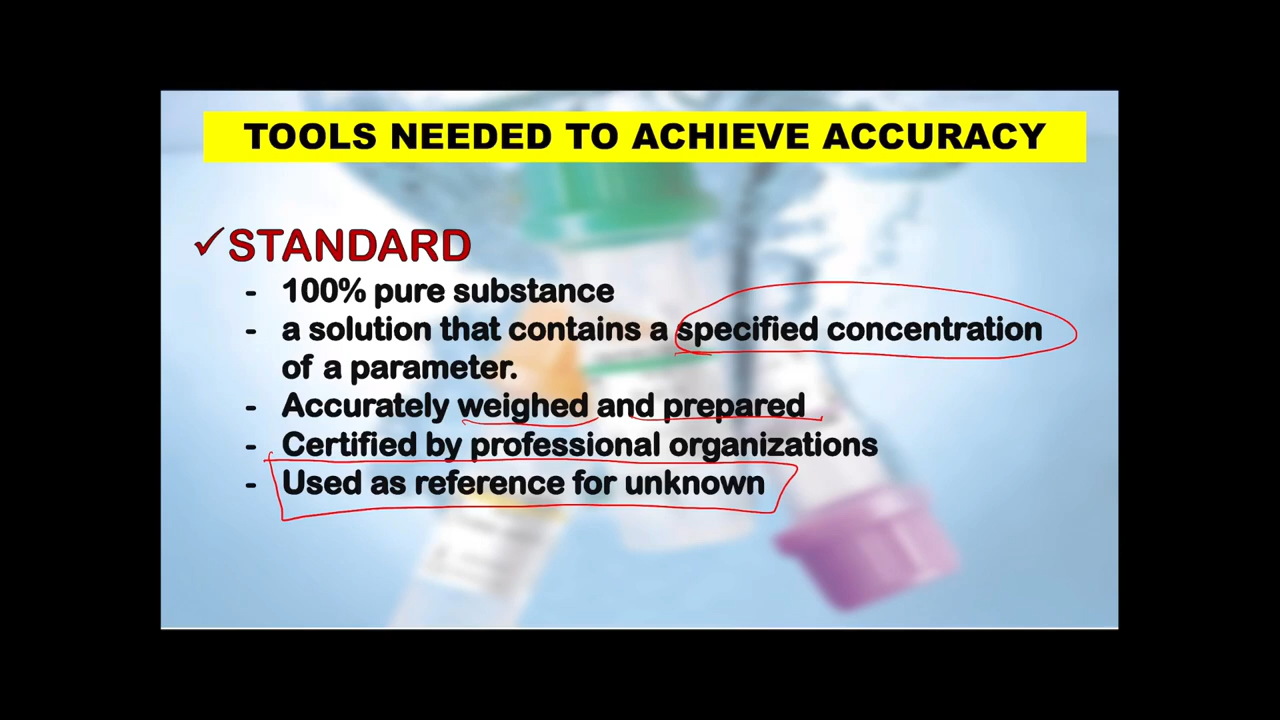 TOOLS NEEDED TO ACHIEVE ACCURACY
✓STANDARD
- 100% pure substance
- a solution that contains a specified concentration
of a parameter.
- Accurately weighed and prepared
- Certified by professional organizations
- Used as reference for unknown